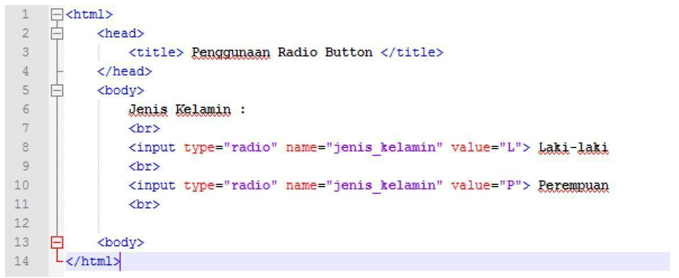 1 <html>
2 <head>
3 <title> Penggunaan Radio Button </title>
4 </head>
5 <body>
6 Jenis Kelamin :
7 <br>
8 <input type="radio" name="jenis_kelamin" value="L"> Laki-laki
9 <br>
10 <input type="radio" name="jenis_kelamin" value="P"> Perempuan
11 <br>
12
13 <body>
14 </html>